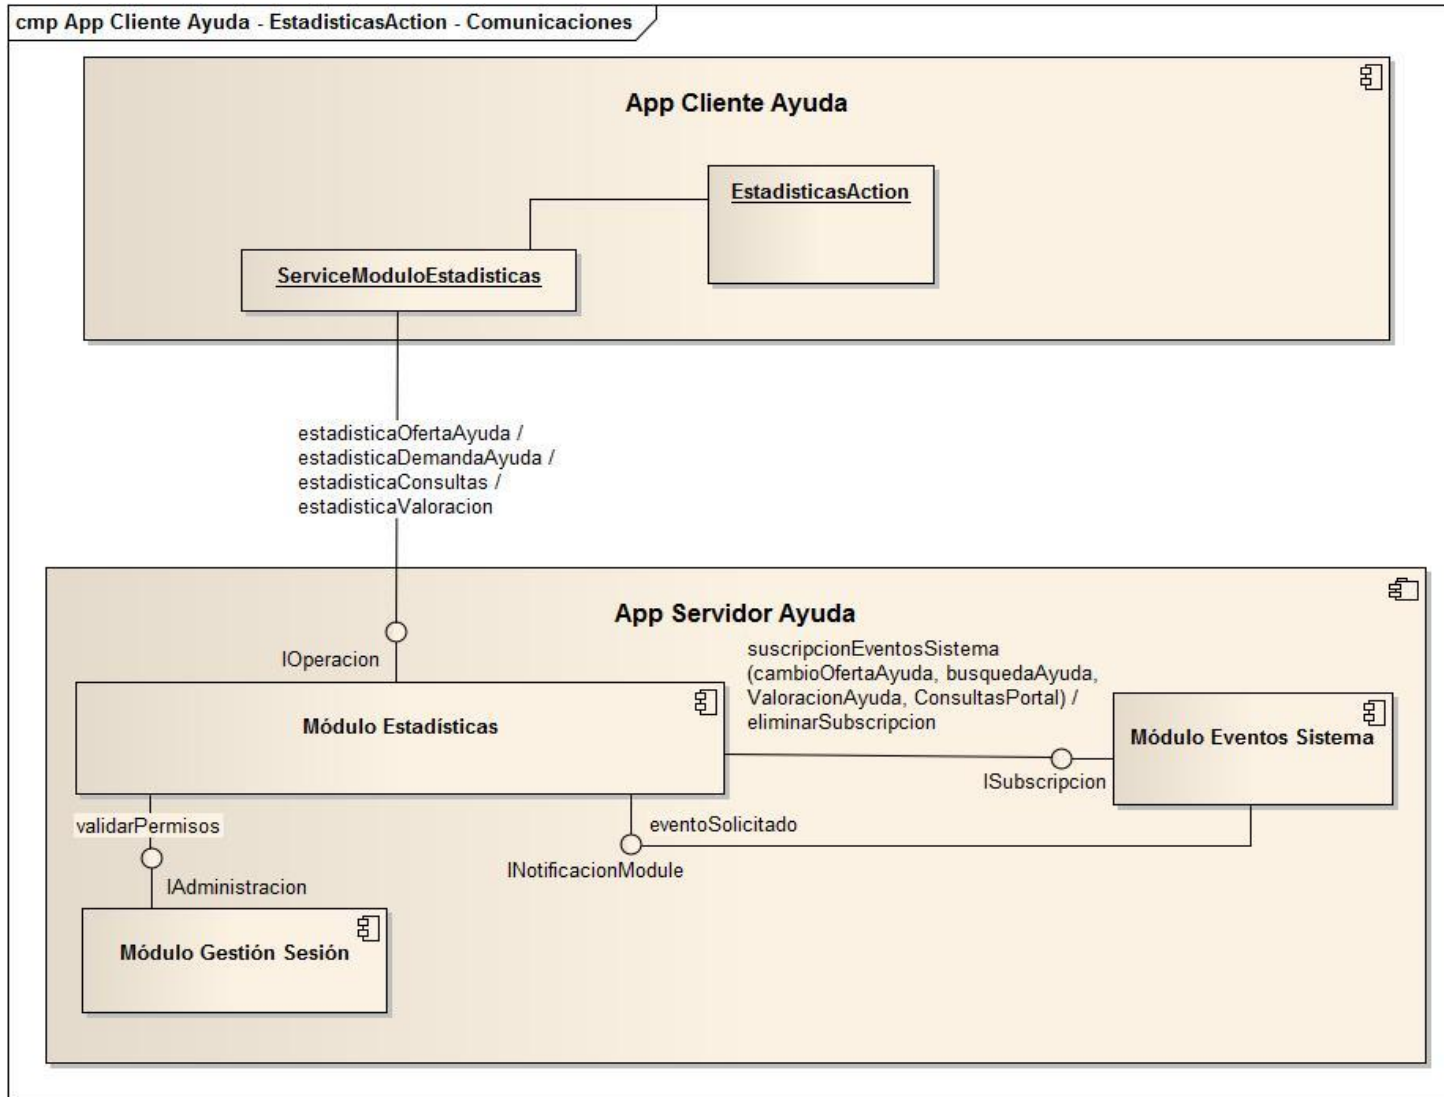 cmp App Cliente Ayuda - EstadisticasAction - Comunicaciones
App Cliente Ayuda
EstadisticasAction
ServiceModuloEstadisticas
estadisticaOfertaAyuda /
estadisticaDemandaAyuda /
estadisticaConsultas /
estadisticaValoracion
App Servidor Ayuda
IOperacion
suscripcionEventosSistema
(cambioOfertaAyuda, busquedaAyuda,
ValoracionAyuda, ConsultasPortal) /
eliminarSubscripcion
Módulo Estadísticas
Módulo Eventos Sistema
ISubscripcion
validarPermisos
eventoSolicitado
INotificacionModule
IAdministracion
Módulo Gestión Sesión